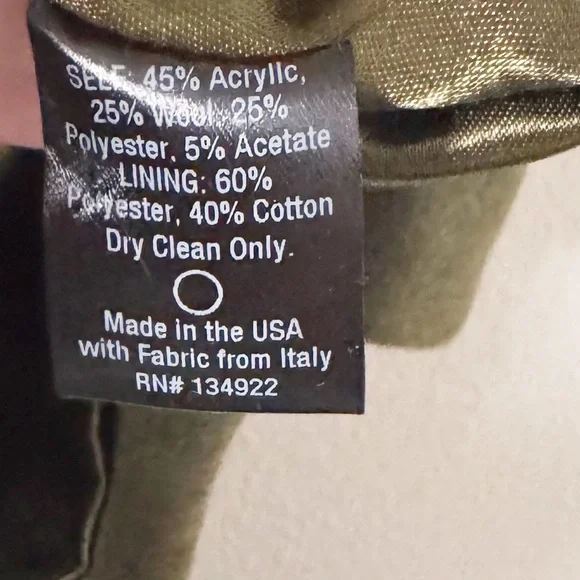 SELF: 45% Acrylic,
25% Wool, 25%
Polyester, 5% Acetate
LINING: 60%
Polyester, 40% Cotton
Dry Clean Only.
Made in the USA
with Fabric from Italy
RN# 134922